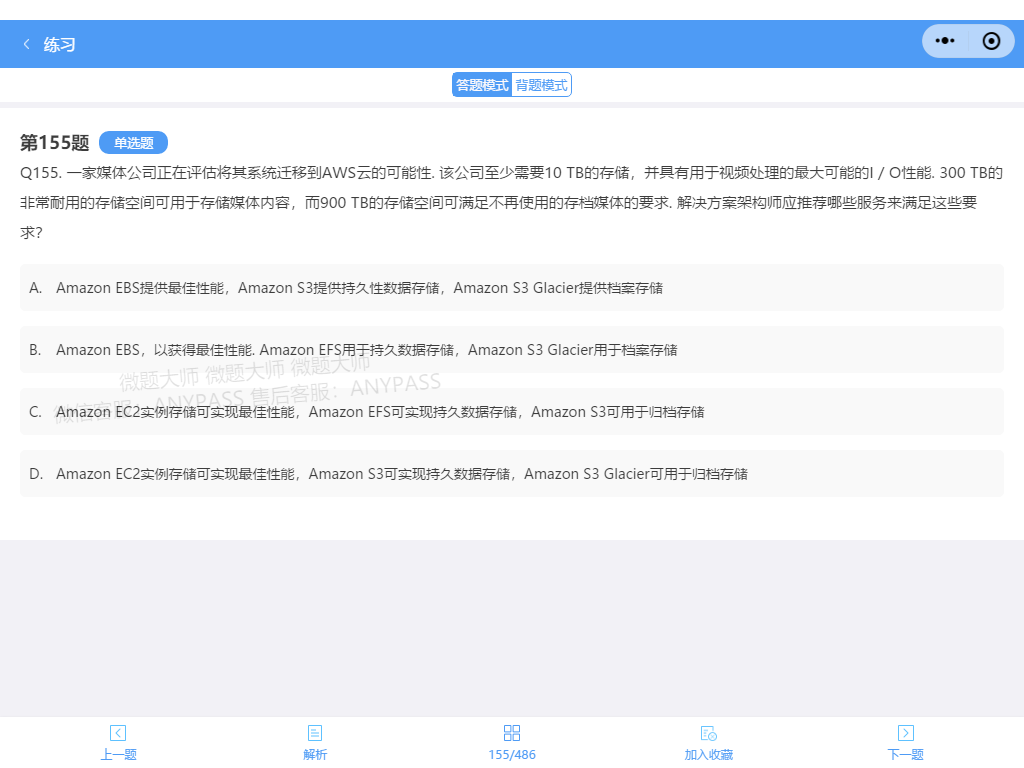 练习
答题模式 背题模式
第155题 单选题
Q155. 一家媒体公司正在评估将其系统迁移到AWS云的可能性. 该公司至少需要10 TB的存储，并具有用于视频处理的最大可能的I / O性能. 300 TB的
非常耐用的存储空间可用于存储媒体内容，而900 TB的存储空间可满足不再使用的存档媒体的要求. 解决方案架构师应推荐哪些服务来满足这些要
求？
A. Amazon EBS提供最佳性能，Amazon S3提供持久性数据存储，Amazon S3 Glacier提供档案存储
B. Amazon EBS，以获得最佳性能. Amazon EFS用于持久数据存储，Amazon S3 Glacier用于档案存储
微题大师 微题大师 微题大师
微信客服：ANYPASS 售后客服：ANYPASS
C. Amazon EC2实例存储可实现最佳性能，Amazon EFS可实现持久数据存储，Amazon S3可用于归档存储
D. Amazon EC2实例存储可实现最佳性能，Amazon S3可实现持久数据存储，Amazon S3 Glacier可用于归档存储
上一题 解析 155/486 加入收藏 下一题